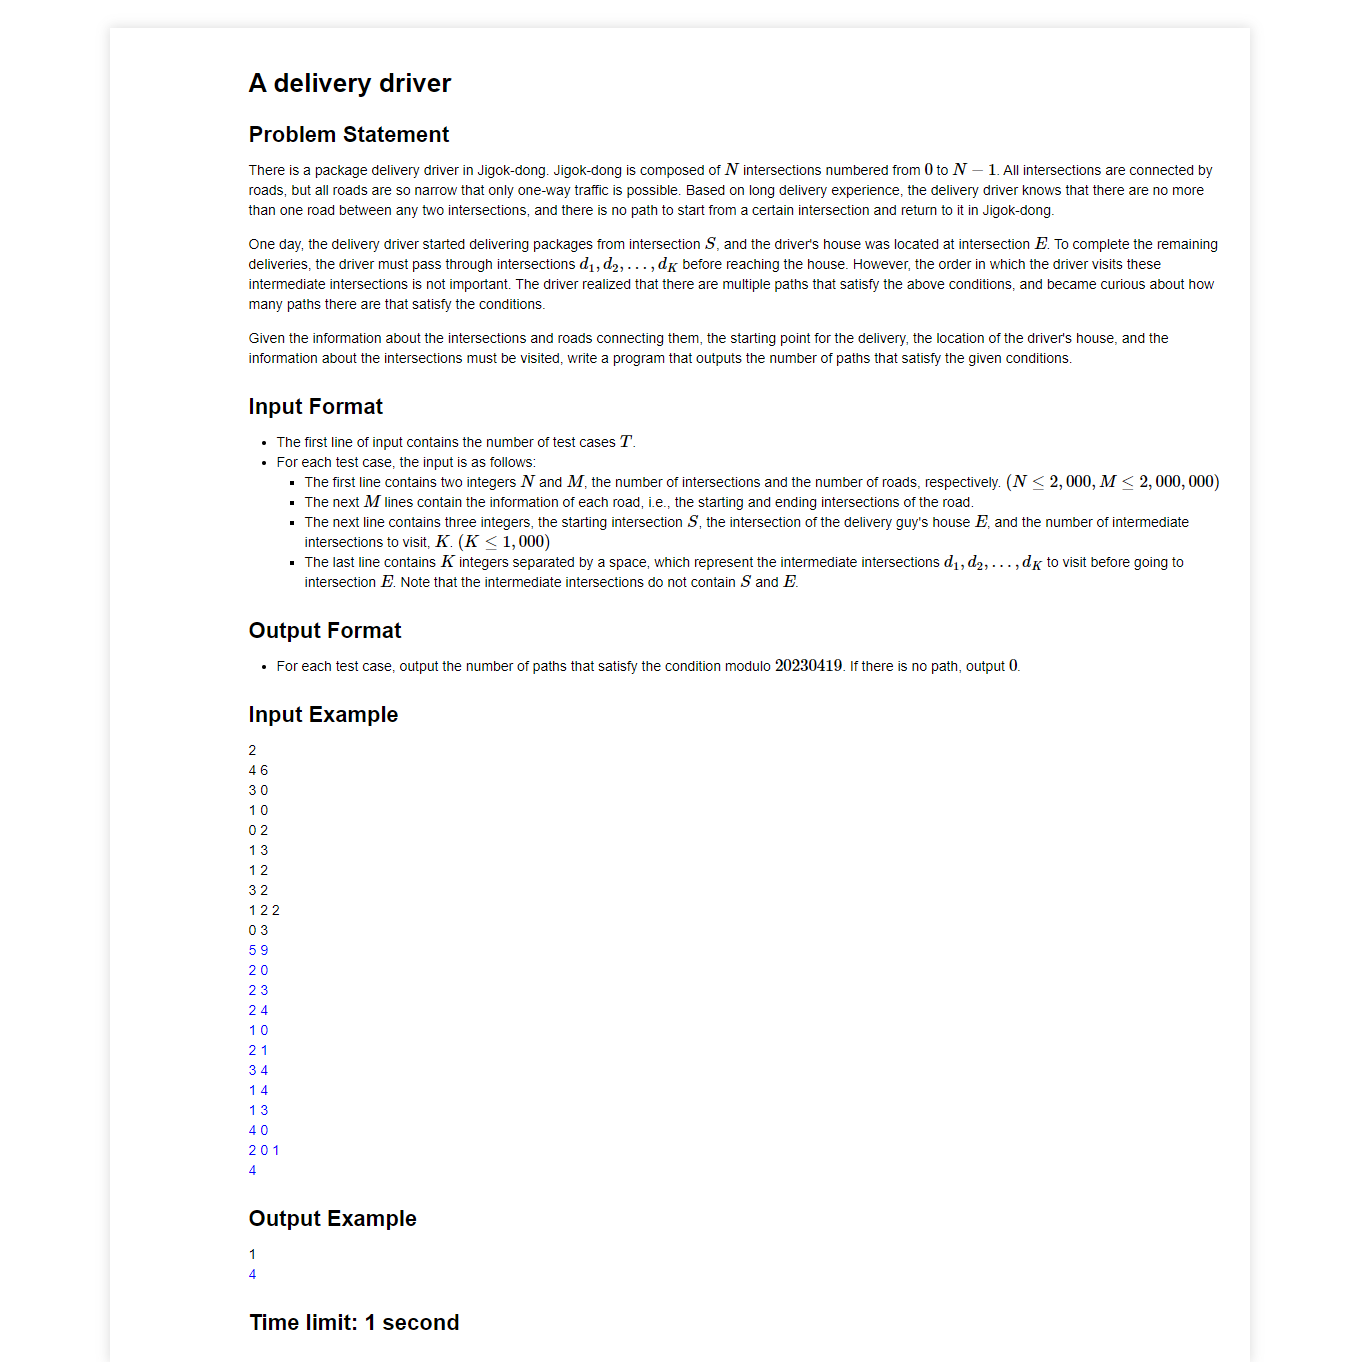 A delivery driver
Problem Statement
There is a package delivery driver in Jigok-dong. Jigok-dong is composed of N intersections numbered from 0 to N − 1. All intersections are connected by
roads, but all roads are so narrow that only one-way traffic is possible. Based on long delivery experience, the delivery driver knows that there are no more
than one road between any two intersections, and there is no path to start from a certain intersection and return to it in Jigok-dong.
One day, the delivery driver started delivering packages from intersection S, and the driver's house was located at intersection E. To complete the remaining
deliveries, the driver must pass through intersections d₁, d₂, . . . , d_K before reaching the house. However, the order in which the driver visits these
intermediate intersections is not important. The driver realized that there are multiple paths that satisfy the above conditions, and became curious about how
many paths there are that satisfy the conditions.
Given the information about the intersections and roads connecting them, the starting point for the delivery, the location of the driver's house, and the
information about the intersections must be visited, write a program that outputs the number of paths that satisfy the given conditions.
Input Format
• The first line of input contains the number of test cases T.
• For each test case, the input is as follows:
▪ The first line contains two integers N and M, the number of intersections and the number of roads, respectively. (N ≤ 2, 000, M ≤ 2, 000, 000)
▪ The next M lines contain the information of each road, i.e., the starting and ending intersections of the road.
▪ The next line contains three integers, the starting intersection S, the intersection of the delivery guy's house E, and the number of intermediate
intersections to visit, K. (K ≤ 1, 000)
▪ The last line contains K integers separated by a space, which represent the intermediate intersections d₁, d₂, . . . , d_K to visit before going to
intersection E. Note that the intermediate intersections do not contain S and E.
Output Format
• For each test case, output the number of paths that satisfy the condition modulo 20230419. If there is no path, output 0.
Input Example
2
4 6
3 0
1 0
0 2
1 3
1 2
3 2
1 2 2
0 3
5 9
2 0
2 3
2 4
1 0
2 1
3 4
1 4
1 3
4 0
2 0 1
4
Output Example
1
4
Time limit: 1 second